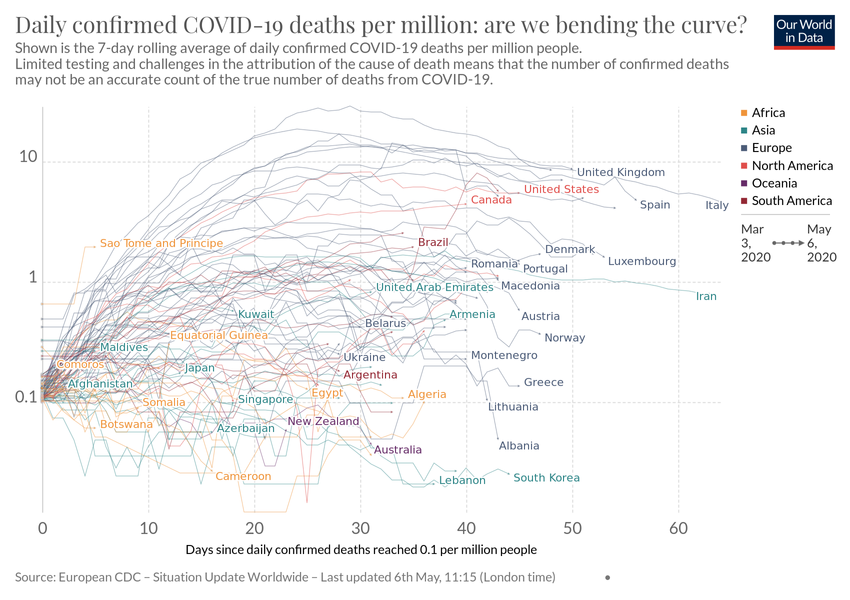 Daily confirmed COVID-19 deaths per million: are we bending the curve?
Our World
in Data
Shown is the 7-day rolling average of daily confirmed COVID-19 deaths per million people.
Limited testing and challenges in the attribution of the cause of death means that the number of confirmed deaths
may not be an accurate count of the true number of deaths from COVID-19.
10
1
0.1
0
10
20
30
40
50
60
Days since daily confirmed deaths reached 0.1 per million people
United Kingdom
United States
Canada
Spain
Italy
Sao Tome and Principe
Brazil
Denmark
Luxembourg
Romania
Portugal
Macedonia
United Arab Emirates
Iran
Kuwait
Armenia
Austria
Belarus
Equatorial Guinea
Norway
Maldives
Ukraine
Montenegro
Comoros
Japan
Argentina
Afghanistan
Greece
Egypt
Algeria
Somalia
Singapore
Lithuania
Botswana
Azerbaijan
New Zealand
Australia
Albania
Cameroon
Lebanon
South Korea
Africa
Asia
Europe
North America
Oceania
South America
Mar
3,
2020
May
6,
2020
Source: European CDC – Situation Update Worldwide – Last updated 6th May, 11:15 (London time)